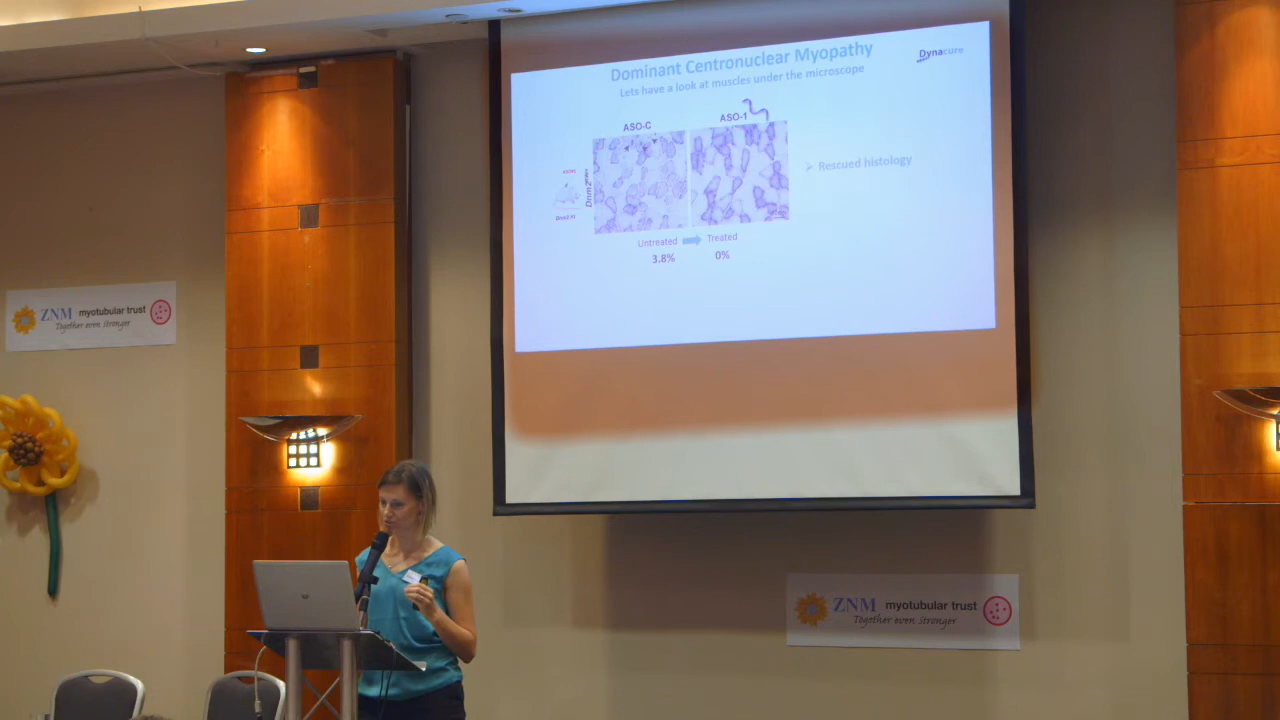 Dominant Centronuclear Myopathy
Dynacure
Lets have a look at muscles under the microscope
ASO-C
ASO-1
Rescued histology
Untreated
Treated
3.8%
0%
ZNM myotubular trust
Together even Stronger
ZNM myotubular trust
Together even Stronger